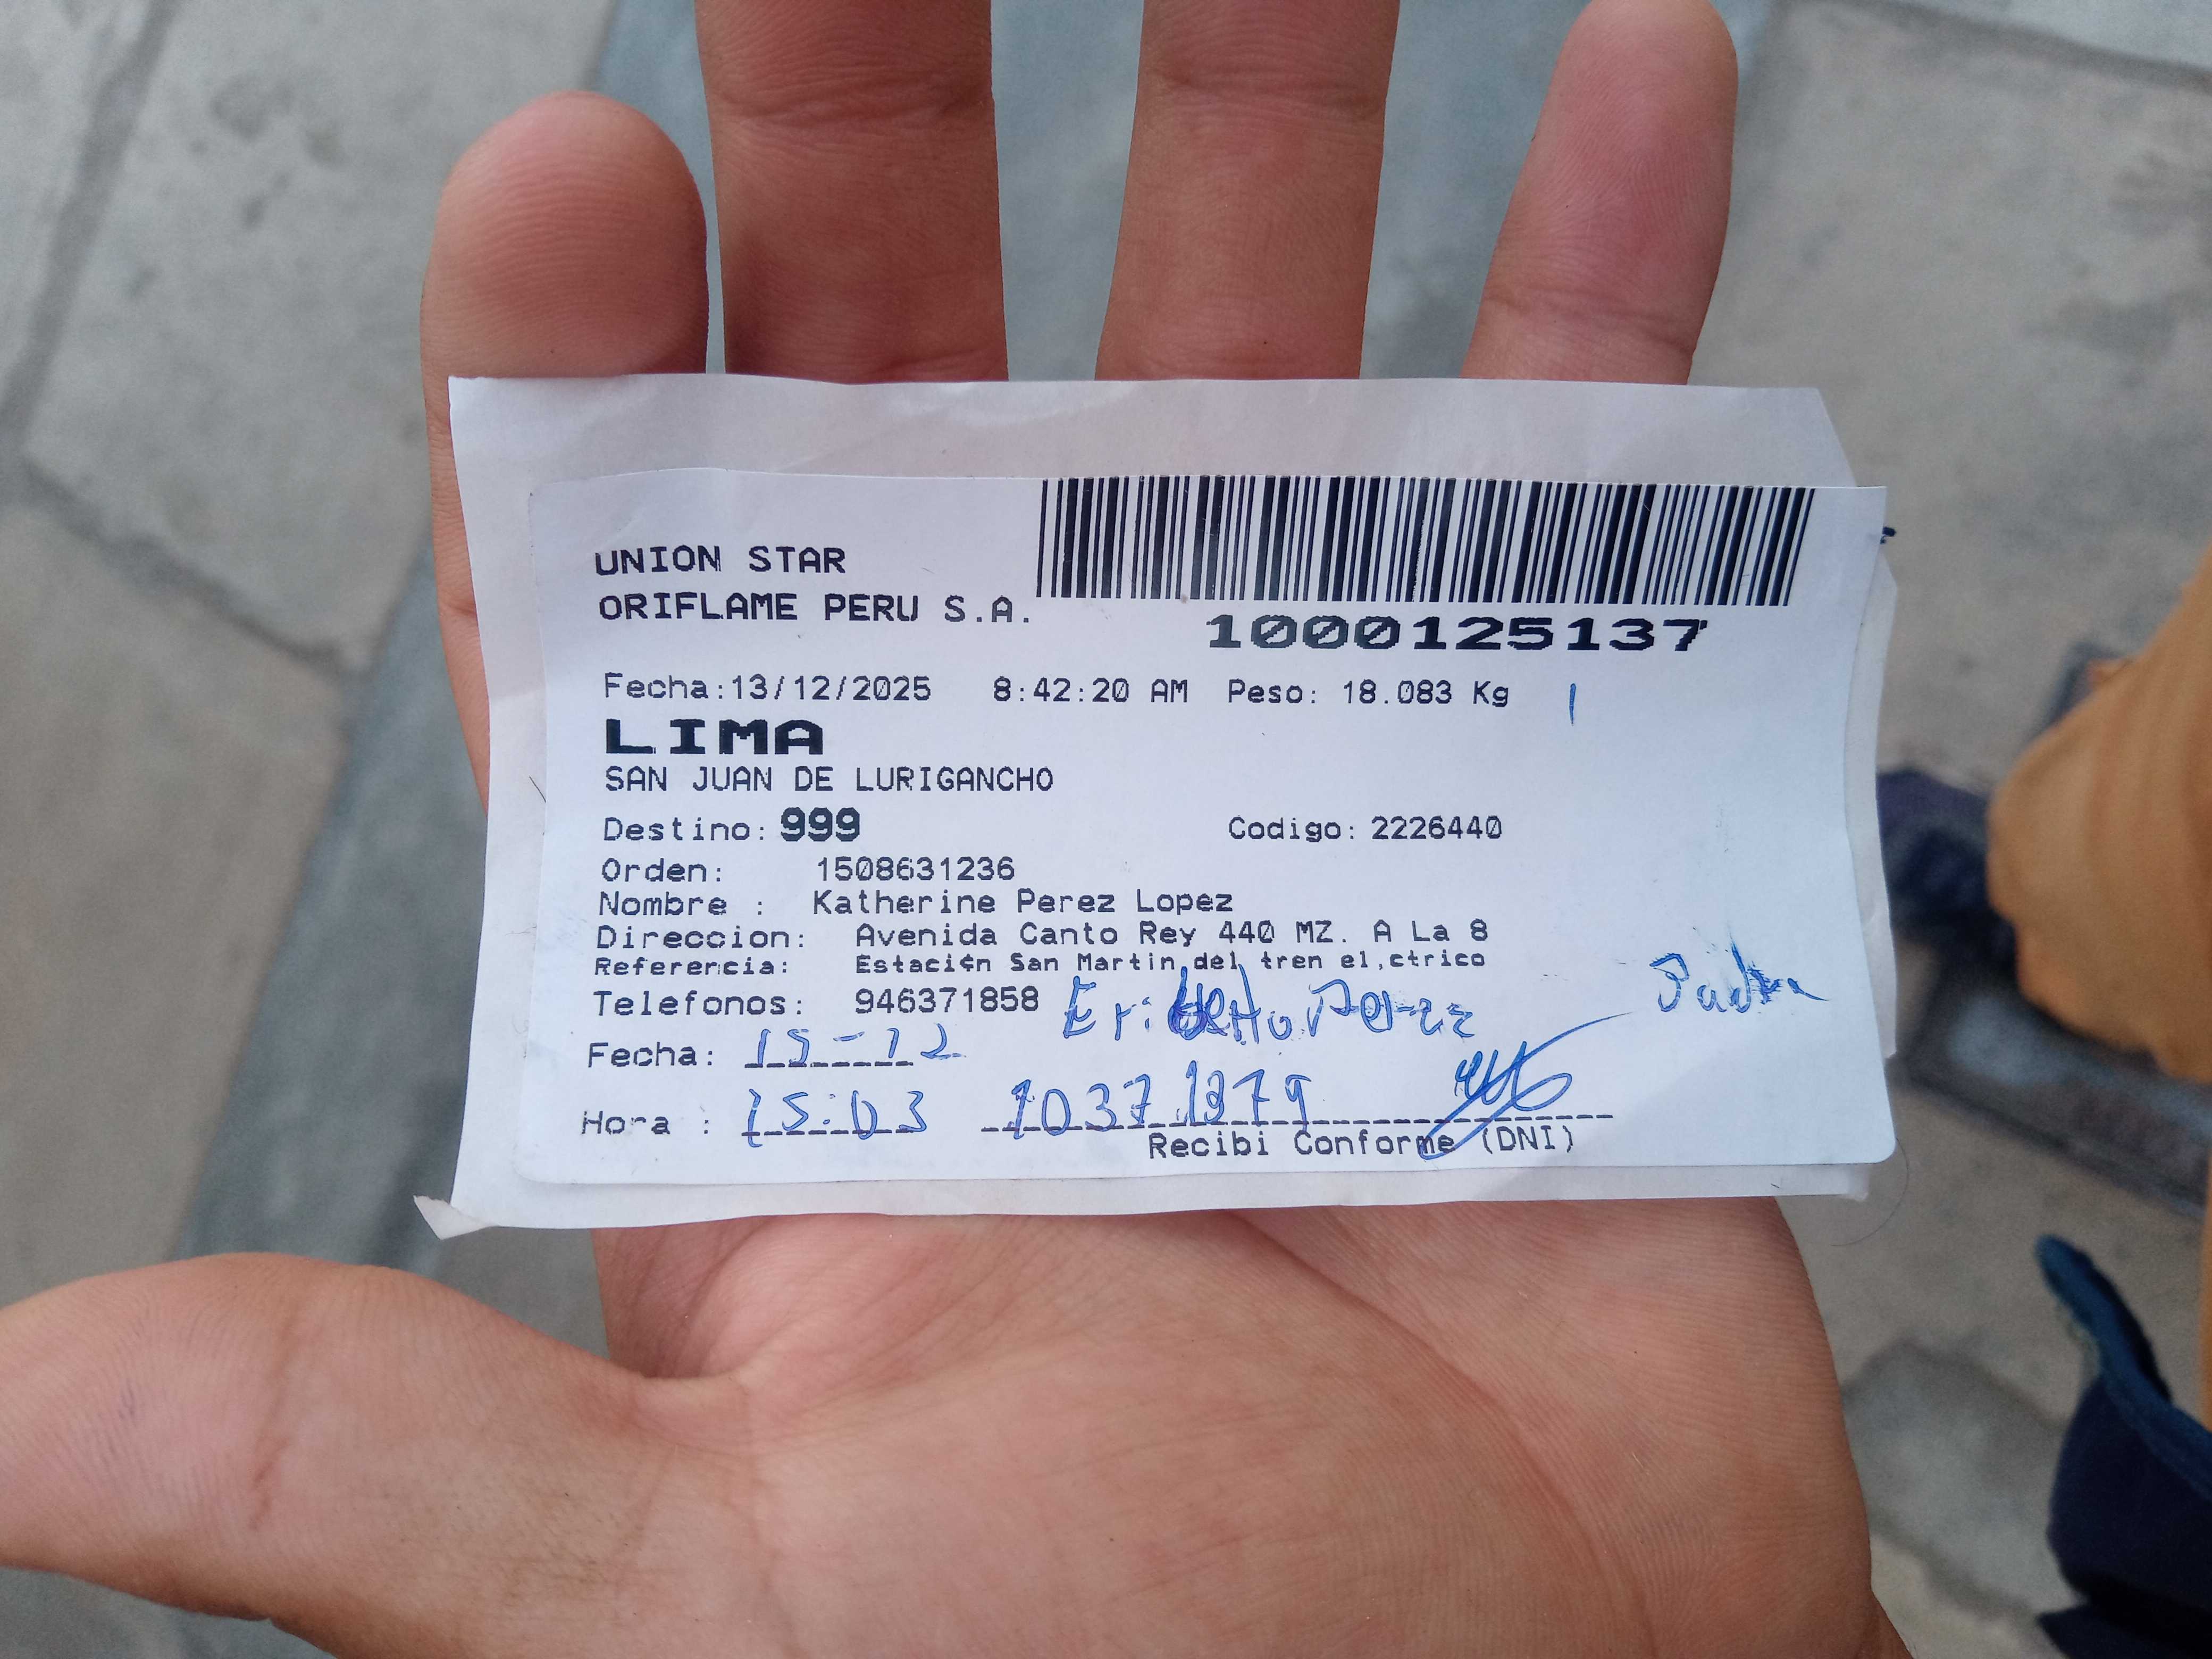 UNION STAR
ORIFLAME PERU S.A.
1000125137
Fecha:13/12/2025 8:42:20 AM Peso: 18.083 Kg
LIMA
SAN JUAN DE LURIGANCHO
Destino: 999 Codigo: 2226440
Orden: 1508631236
Nombre : Katherine Perez Lopez
Direccion: Avenida Canto Rey 440 MZ. A La 8
Referencia: Estaci¢n San Martin del tren el‚ctrico
Telefonos: 946371858 Perez
Fecha: 15-12
Hora : 15:03
Recibi Conforme (DNI)